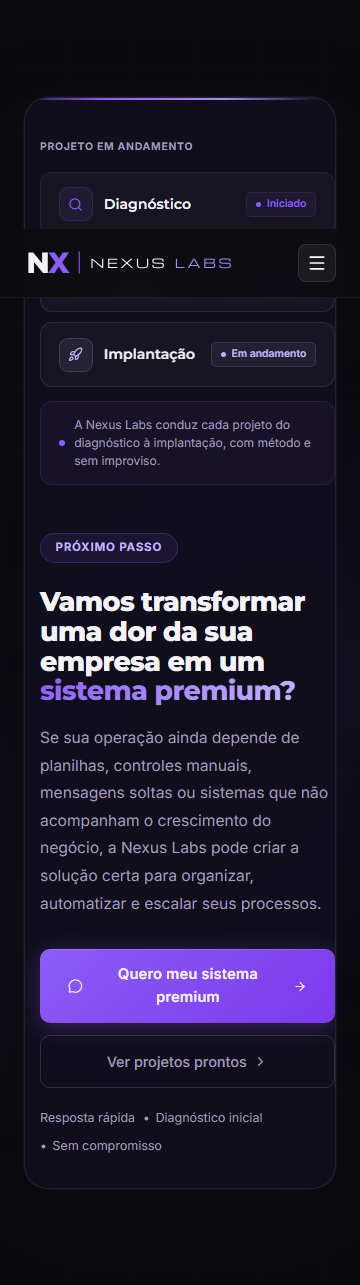 PROJETO EM ANDAMENTO
Diagnóstico
Iniciado
NX | NEXUS LABS
Implantação
Em andamento
A Nexus Labs conduz cada projeto do
diagnóstico à implantação, com método e
sem improviso.
PRÓXIMO PASSO
Vamos transformar
uma dor da sua
empresa em um
sistema premium?
Se sua operação ainda depende de
planilhas, controles manuais,
mensagens soltas ou sistemas que não
acompanham o crescimento do
negócio, a Nexus Labs pode criar a
solução certa para organizar,
automatizar e escalar seus processos.
Quero meu sistema
premium
Ver projetos prontos
Resposta rápida • Diagnóstico inicial
• Sem compromisso